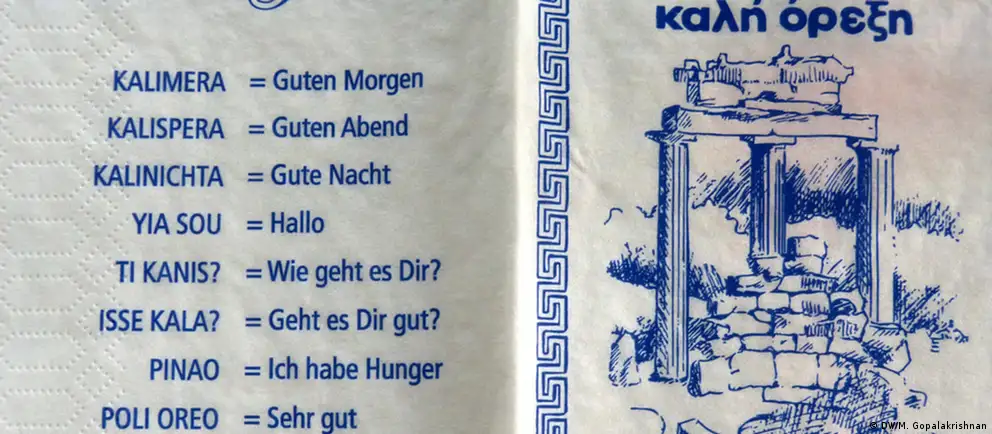 KALIMERA = Guten Morgen
KALISPERA = Guten Abend
KALINICHTA = Gute Nacht
YIA SOU = Hallo
TI KANIS? = Wie geht es Dir?
ISSE KALA? = Geht es Dir gut?
PINAO = Ich habe Hunger
POLI OREO = Sehr gut
καλή όρεξη
© DW/M. Gopalakrishnan